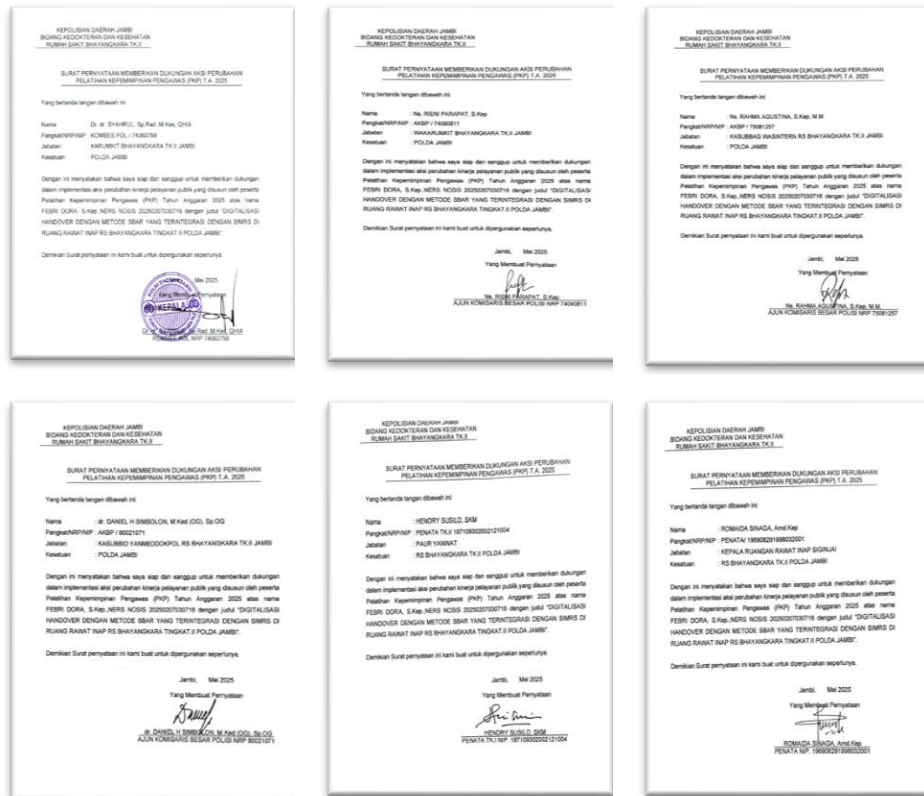 KEPOLISIAN DAERAH JAMBI
BIDANG KEDOKTERAN DAN KESEHATAN
RUMAH SAKIT BHAYANGKARA TK.II
SURAT PERNYATAAN MEMBERIKAN DUKUNGAN AKSI PERUBAHAN
PELATIHAN KEPEMIMPINAN PENGAWAS (PKP) T.A. 2025
Yang bertanda tangan dibawah ini:
Nama : Dr. dr. SYAHRUL, Sp.Rad, M.Kes, QHIA
Pangkat/NRP/NIP : KOMBES POL / 74060758
Jabatan : KARUMKIT BHAYANGKARA TK.II JAMBI
Kesatuan : POLDA JAMBI
Dengan ini menyatakan bahwa saya siap dan sanggup untuk memberikan dukungan
dalam implementasi aksi perubahan kinerja pelayanan publik yang disusun oleh peserta
Pelatihan Kepemimpinan Pengawas (PKP) Tahun Anggaran 2025 atas nama
FEBRI DORA, S.Kep.,NERS NOSIS 20250207030716 dengan judul "DIGITALISASI
HANDOVER DENGAN METODE SBAR YANG TERINTEGRASI DENGAN SIMRS DI
RUANG RAWAT INAP RS BHAYANGKARA TINGKAT.II POLDA JAMBI".
Demikian Surat pernyataan ini kami buat untuk dipergunakan seperlunya.
Mei 2025
Yang Membuat Pernyataan
KEPALA
KOMBES POL NRP 74060758
KEPOLISIAN DAERAH JAMBI
BIDANG KEDOKTERAN DAN KESEHATAN
RUMAH SAKIT BHAYANGKARA TK.II
SURAT PERNYATAAN MEMBERIKAN DUKUNGAN AKSI PERUBAHAN
PELATIHAN KEPEMIMPINAN PENGAWAS (PKP) T.A. 2025
Yang bertanda tangan dibawah ini:
Nama : Ns. RIENI PARAPAT, S.Kep
Pangkat/NRP/NIP : AKBP / 74090811
Jabatan : WAKARUMKIT BHAYANGKARA TK.II JAMBI
Kesatuan : POLDA JAMBI
Dengan ini menyatakan bahwa saya siap dan sanggup untuk memberikan dukungan
dalam implementasi aksi perubahan kinerja pelayanan publik yang disusun oleh peserta
Pelatihan Kepemimpinan Pengawas (PKP) Tahun Anggaran 2025 atas nama
FEBRI DORA, S.Kep.,NERS NOSIS 20250207030716 dengan judul "DIGITALISASI
HANDOVER DENGAN METODE SBAR YANG TERINTEGRASI DENGAN SIMRS DI
RUANG RAWAT INAP RS BHAYANGKARA TINGKAT.II POLDA JAMBI".
Demikian Surat pernyataan ini kami buat untuk dipergunakan seperlunya.
Jambi, Mei 2025
Yang Membuat Pernyataan
Ns. RIENI PARAPAT, S.Kep
AJUN KOMISARIS BESAR POLISI NRP 74090811
KEPOLISIAN DAERAH JAMBI
BIDANG KEDOKTERAN DAN KESEHATAN
RUMAH SAKIT BHAYANGKARA TK.II
SURAT PERNYATAAN MEMBERIKAN DUKUNGAN AKSI PERUBAHAN
PELATIHAN KEPEMIMPINAN PENGAWAS (PKP) T.A. 2025
Yang bertanda tangan dibawah ini:
Nama : Ns. RAHMA AGUSTINA, S.Kep, M.M.
Pangkat/NRP/NIP : AKBP / 75081257
Jabatan : KASUBBAG WASINTERN RS BHAYANGKARA TK.II JAMBI
Kesatuan : POLDA JAMBI
Dengan ini menyatakan bahwa saya siap dan sanggup untuk memberikan dukungan
dalam implementasi aksi perubahan kinerja pelayanan publik yang disusun oleh peserta
Pelatihan Kepemimpinan Pengawas (PKP) Tahun Anggaran 2025 atas nama
FEBRI DORA, S.Kep.,NERS NOSIS 20250207030716 dengan judul "DIGITALISASI
HANDOVER DENGAN METODE SBAR YANG TERINTEGRASI DENGAN SIMRS DI
RUANG RAWAT INAP RS BHAYANGKARA TINGKAT.II POLDA JAMBI".
Demikian Surat pernyataan ini kami buat untuk dipergunakan seperlunya.
Jambi, Mei 2025
Yang Membuat Pernyataan
Ns. RAHMA AGUSTINA, S.Kep, M.M.
AJUN KOMISARIS BESAR POLISI NRP 75081257
KEPOLISIAN DAERAH JAMBI
BIDANG KEDOKTERAN DAN KESEHATAN
RUMAH SAKIT BHAYANGKARA TK.II
SURAT PERNYATAAN MEMBERIKAN DUKUNGAN AKSI PERUBAHAN
PELATIHAN KEPEMIMPINAN PENGAWAS (PKP) T.A. 2025
Yang bertanda tangan dibawah ini:
Nama : dr. DANIEL H SIMBOLON, M.Ked (OG), Sp.OG
Pangkat/NRP/NIP : AKBP / 80021071
Jabatan : KASUBBID YANMEDDOKPOL RS BHAYANGKARA TK.II JAMBI
Kesatuan : POLDA JAMBI
Dengan ini menyatakan bahwa saya siap dan sanggup untuk memberikan dukungan
dalam implementasi aksi perubahan kinerja pelayanan publik yang disusun oleh peserta
Pelatihan Kepemimpinan Pengawas (PKP) Tahun Anggaran 2025 atas nama
FEBRI DORA, S.Kep.,NERS NOSIS 20250207030716 dengan judul "DIGITALISASI
HANDOVER DENGAN METODE SBAR YANG TERINTEGRASI DENGAN SIMRS DI
RUANG RAWAT INAP RS BHAYANGKARA TINGKAT.II POLDA JAMBI".
Demikian Surat pernyataan ini kami buat untuk dipergunakan seperlunya.
Jambi, Mei 2025
Yang Membuat Pernyataan
dr. DANIEL H SIMBOLON, M.Ked (OG), Sp.OG
AJUN KOMISARIS BESAR POLISI NRP 80021071
KEPOLISIAN DAERAH JAMBI
BIDANG KEDOKTERAN DAN KESEHATAN
RUMAH SAKIT BHAYANGKARA TK.II
SURAT PERNYATAAN MEMBERIKAN DUKUNGAN AKSI PERUBAHAN
PELATIHAN KEPEMIMPINAN PENGAWAS (PKP) T.A. 2025
Yang bertanda tangan dibawah ini:
Nama : HENDRY SUSILO, SKM
Pangkat/NRP/NIP : PENATA TK.I/ 197109302002121004
Jabatan : PAUR YANWAT
Kesatuan : RS BHAYANGKARA TK.II POLDA JAMBI
Dengan ini menyatakan bahwa saya siap dan sanggup untuk memberikan dukungan
dalam implementasi aksi perubahan kinerja pelayanan publik yang disusun oleh peserta
Pelatihan Kepemimpinan Pengawas (PKP) Tahun Anggaran 2025 atas nama
FEBRI DORA, S.Kep.,NERS NOSIS 20250207030716 dengan judul "DIGITALISASI
HANDOVER DENGAN METODE SBAR YANG TERINTEGRASI DENGAN SIMRS DI
RUANG RAWAT INAP RS BHAYANGKARA TINGKAT.II POLDA JAMBI".
Demikian Surat pernyataan ini kami buat untuk dipergunakan seperlunya.
Jambi, Mei 2025
Yang Membuat Pernyataan
HENDRY SUSILO, SKM
PENATA TK.I NIP. 197109302002121004
KEPOLISIAN DAERAH JAMBI
BIDANG KEDOKTERAN DAN KESEHATAN
RUMAH SAKIT BHAYANGKARA TK.II
SURAT PERNYATAAN MEMBERIKAN DUKUNGAN AKSI PERUBAHAN
PELATIHAN KEPEMIMPINAN PENGAWAS (PKP) T.A. 2025
Yang bertanda tangan dibawah ini:
Nama : ROMAIDA SINAGA, Amd.Kep
Pangkat/NRP/NIP : PENATA/ 196908291998032001
Jabatan : KEPALA RUANGAN RAWAT INAP SIGINJAI
Kesatuan : RS BHAYANGKARA TK.II POLDA JAMBI
Dengan ini menyatakan bahwa saya siap dan sanggup untuk memberikan dukungan
dalam implementasi aksi perubahan kinerja pelayanan publik yang disusun oleh peserta
Pelatihan Kepemimpinan Pengawas (PKP) Tahun Anggaran 2025 atas nama
FEBRI DORA, S.Kep.,NERS NOSIS 20250207030716 dengan judul "DIGITALISASI
HANDOVER DENGAN METODE SBAR YANG TERINTEGRASI DENGAN SIMRS DI
RUANG RAWAT INAP RS BHAYANGKARA TINGKAT.II POLDA JAMBI".
Demikian Surat pernyataan ini kami buat untuk dipergunakan seperlunya.
Jambi, Mei 2025
Yang Membuat Pernyataan
ROMAIDA SINAGA, Amd.Kep
PENATA NIP. 196908291998032001